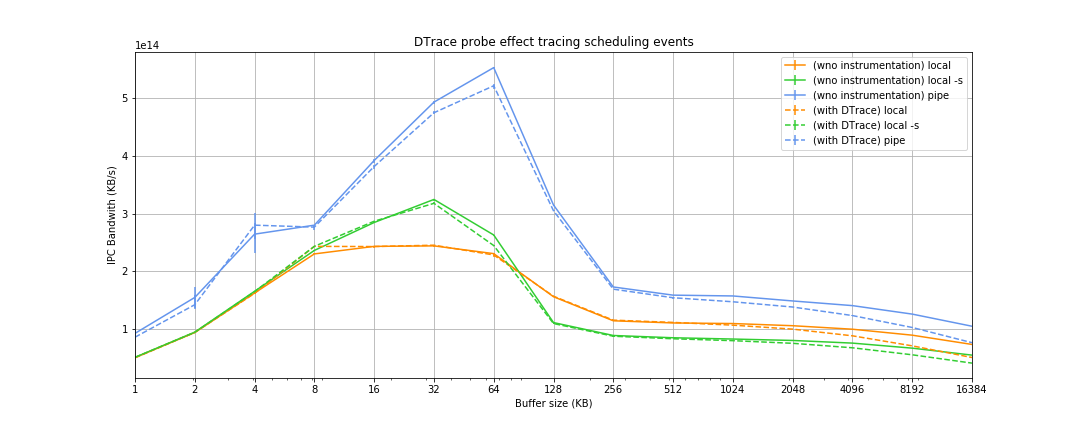 DTrace probe effect tracing scheduling events
1e14
(wno instrumentation) local
(wno instrumentation) local -s
(wno instrumentation) pipe
(with DTrace) local
(with DTrace) local -s
(with DTrace) pipe
IPC Bandwith (KB/s)
5
4
3
2
1
1 2 4 8 16 32 64 128 256 512 1024 2048 4096 8192 16384
Buffer size (KB)